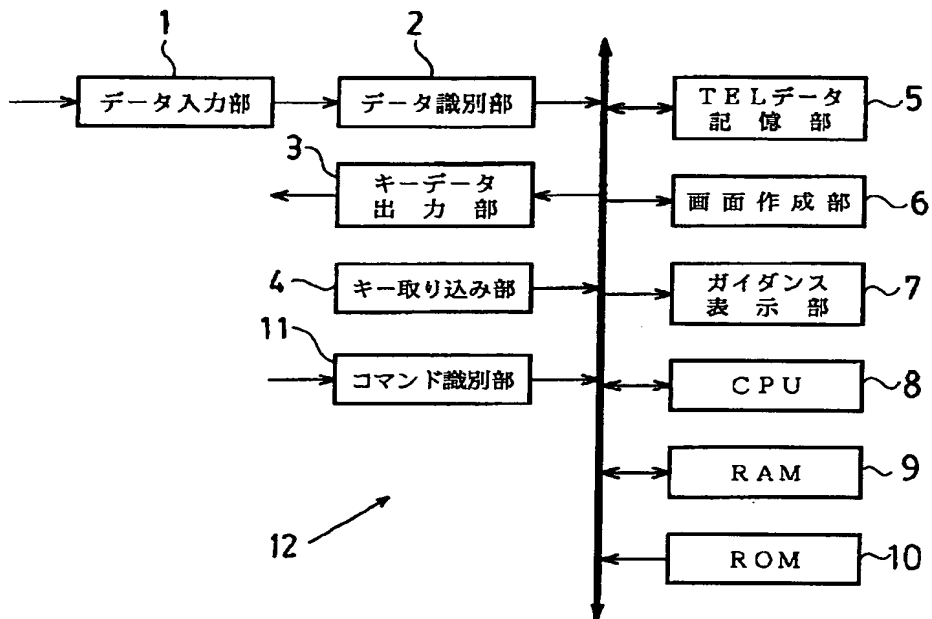 1
データ入力部
2
データ識別部
3
キーデータ
出力部
4
キー取り込み部
11
コマンド識別部
12
TELデータ
記憶部
5
画面作成部
6
ガイダンス
表示部
7
CPU
8
RAM
9
ROM
10